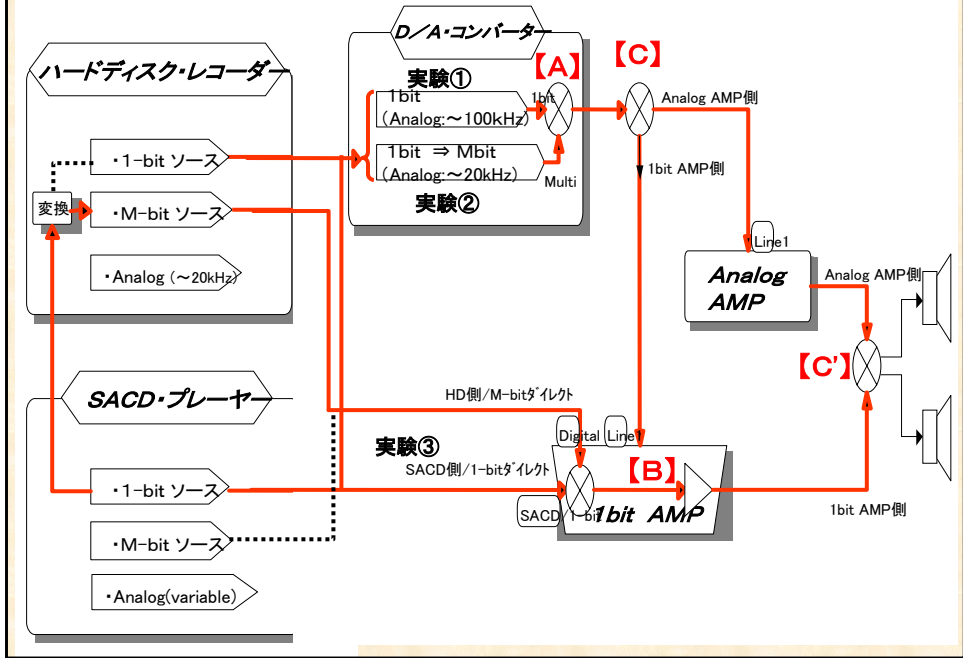 D/A・コンバーター
ハードディスク・レコーダー
・1-bit ソース
変換
・M-bit ソース
・Analog (～20kHz)
実験①
1bit
(Analog:～100kHz)
1bit ⇒ Mbit
(Analog:～20kHz)
実験②
【A】
1bit
Multi
【C】
Analog AMP側
1bit AMP側
Line1
Analog
AMP
Analog AMP側
【C'】
SACD・プレーヤー
・1-bit ソース
・M-bit ソース
・Analog(variable)
HD側/M-bitダイレクト
実験③
SACD側/1-bitダイレクト
Digital
Line1
【B】
SACD/1-bit
1bit AMP
1bit AMP側